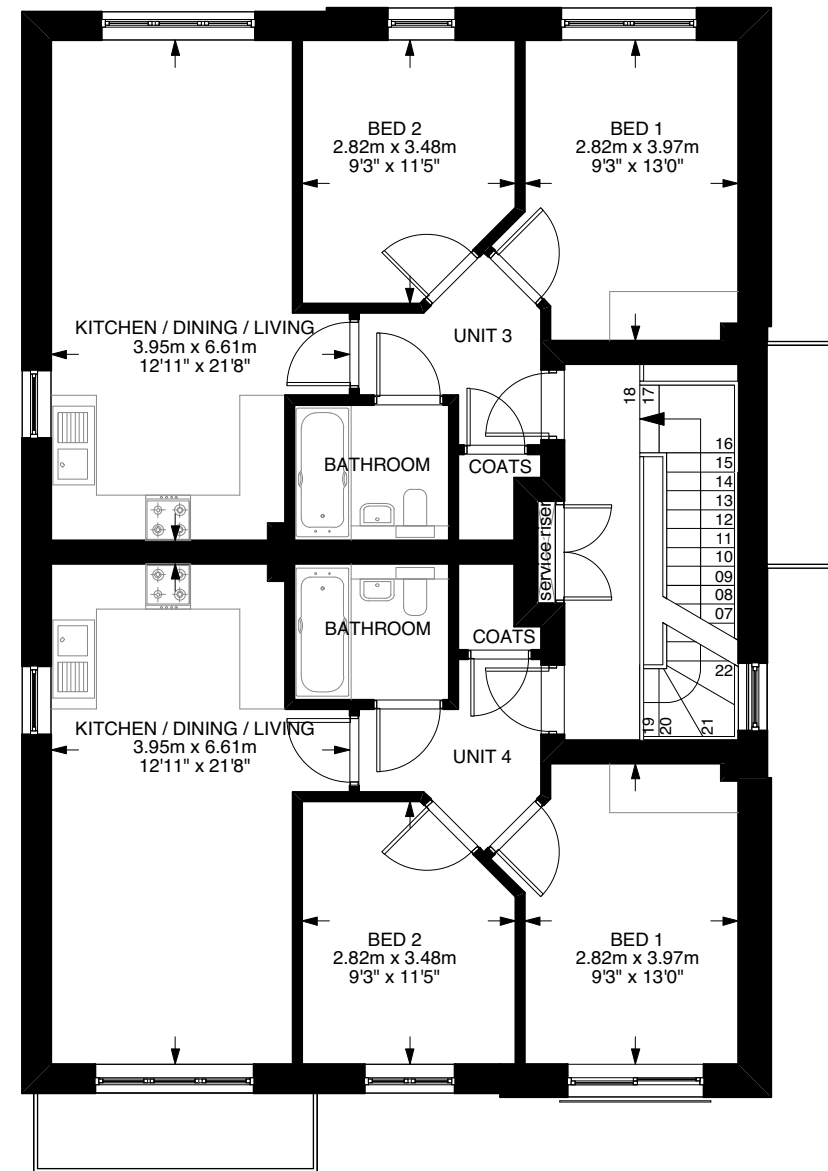 BED 2
2.82m x 3.48m
9'3" x 11'5"
BED 1
2.82m x 3.97m
9'3" x 13'0"
KITCHEN / DINING / LIVING
3.95m x 6.61m
12'11" x 21'8"
UNIT 3
BATHROOM
COATS
service riser
18
17
16
15
14
13
12
11
10
09
08
07
22
19
20
21
BATHROOM
COATS
KITCHEN / DINING / LIVING
3.95m x 6.61m
12'11" x 21'8"
UNIT 4
BED 2
2.82m x 3.48m
9'3" x 11'5"
BED 1
2.82m x 3.97m
9'3" x 13'0"